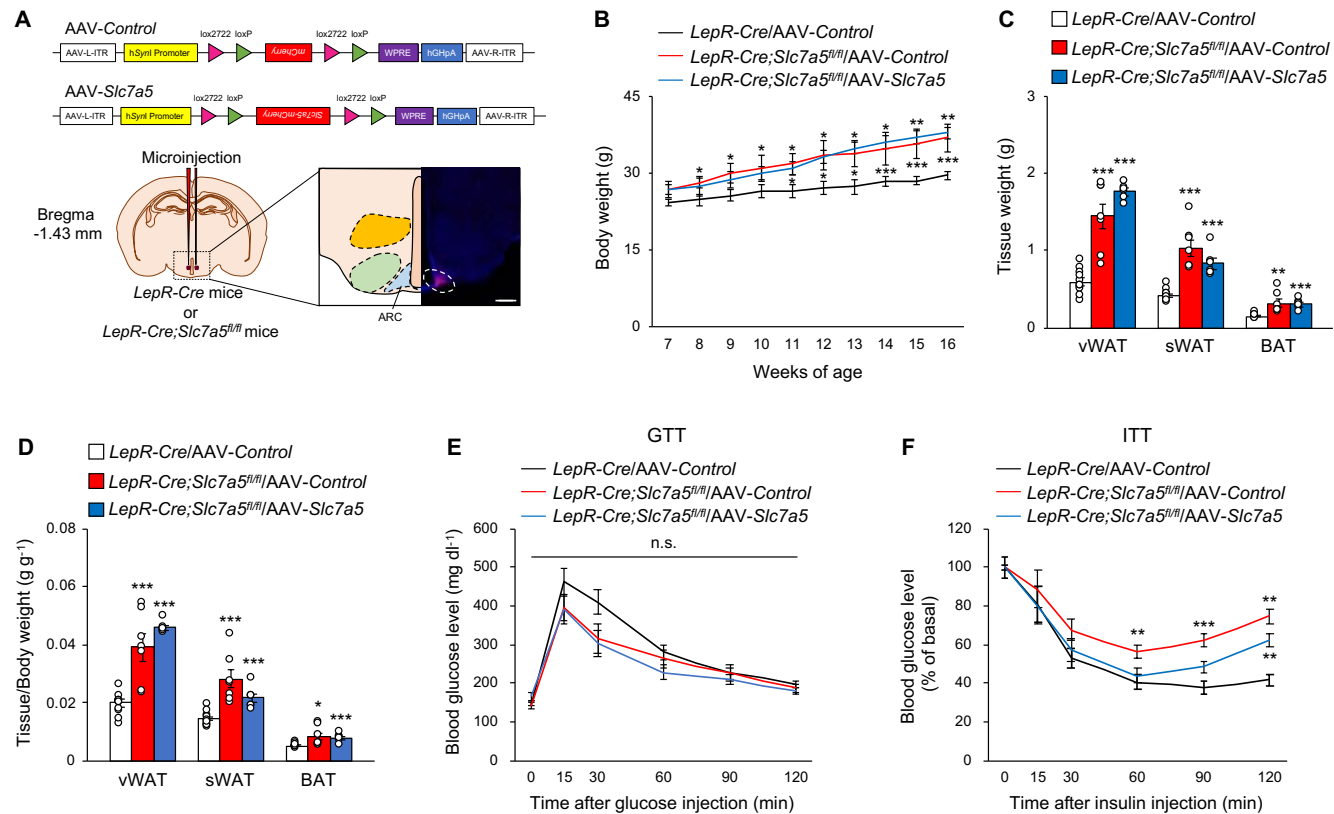 A
AAV-Control
lox2722 loxP lox2722 loxP
AAV-L-ITR hSynI Promoter mCherry WPRE hGHpA AAV-R-ITR
AAV-Slc7a5
lox2722 loxP lox2722 loxP
AAV-L-ITR hSynI Promoter Slc7a5-mCherry WPRE hGHpA AAV-R-ITR
Microinjection
Bregma
-1.43 mm
LepR-Cre mice
or
LepR-Cre;Slc7a5fl/fl mice
ARC
B
LepR-Cre/AAV-Control
LepR-Cre;Slc7a5fl/fl/AAV-Control
LepR-Cre;Slc7a5fl/fl/AAV-Slc7a5
Body weight (g)
45
30
15
0
* * * * * * * ** **
* * * *** *** ***
7 8 9 10 11 12 13 14 15 16
Weeks of age
C
LepR-Cre/AAV-Control
LepR-Cre;Slc7a5fl/fl/AAV-Control
LepR-Cre;Slc7a5fl/fl/AAV-Slc7a5
Tissue weight (g)
3
2
1
0
*** *** *** *** ** ***
vWAT sWAT BAT
D
LepR-Cre/AAV-Control
LepR-Cre;Slc7a5fl/fl/AAV-Control
LepR-Cre;Slc7a5fl/fl/AAV-Slc7a5
Tissue/Body weight (g g-1)
0.08
0.06
0.04
0.02
0
*** *** *** *** * ***
vWAT sWAT BAT
E
GTT
LepR-Cre/AAV-Control
LepR-Cre;Slc7a5fl/fl/AAV-Control
LepR-Cre;Slc7a5fl/fl/AAV-Slc7a5
Blood glucose level (mg dl-1)
600
500
400
300
200
100
0
n.s.
0 15 30 60 90 120
Time after glucose injection (min)
F
ITT
LepR-Cre/AAV-Control
LepR-Cre;Slc7a5fl/fl/AAV-Control
LepR-Cre;Slc7a5fl/fl/AAV-Slc7a5
Blood glucose level
(% of basal)
120
100
80
60
40
20
0
** *** **
**
0 15 30 60 90 120
Time after insulin injection (min)